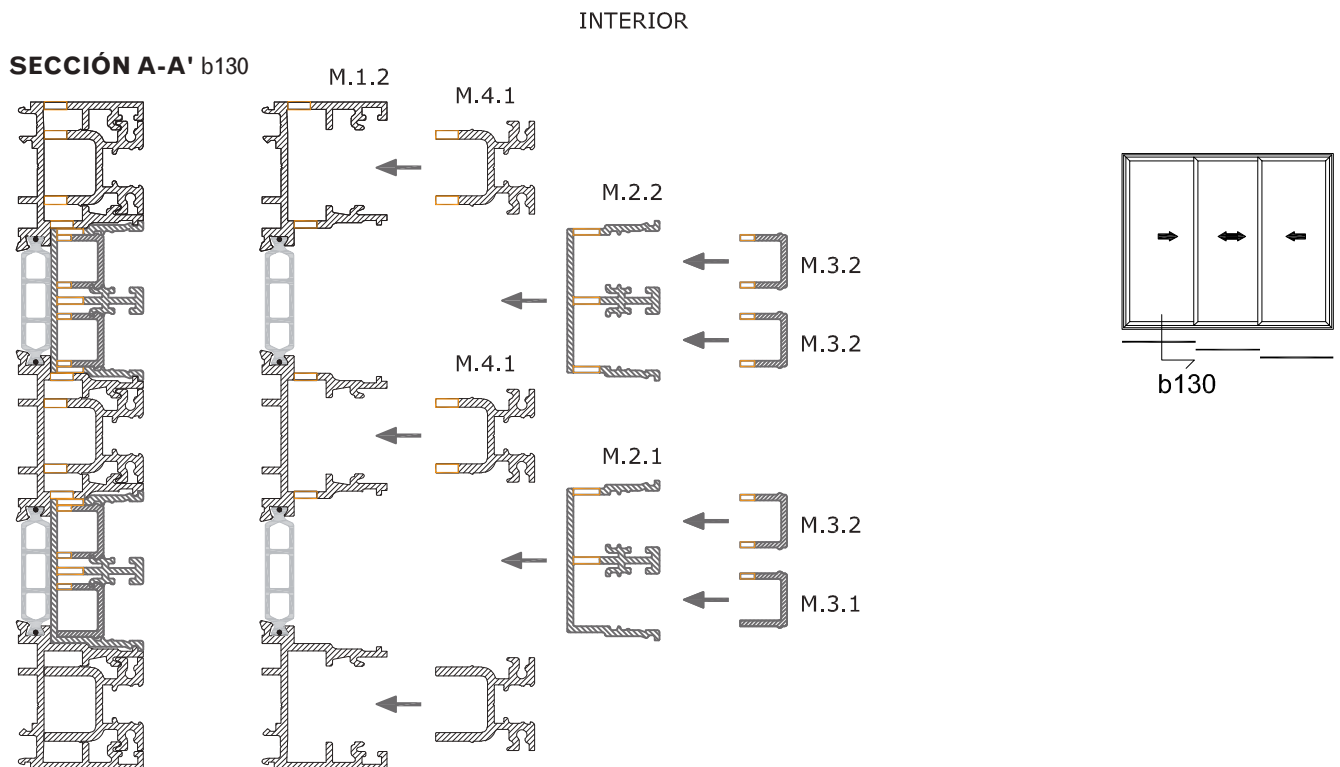 INTERIOR
SECCIÓN A-A' b130
M.1.2
M.4.1
M.2.2
M.3.2
M.3.2
M.4.1
M.2.1
M.3.2
M.3.1
b130